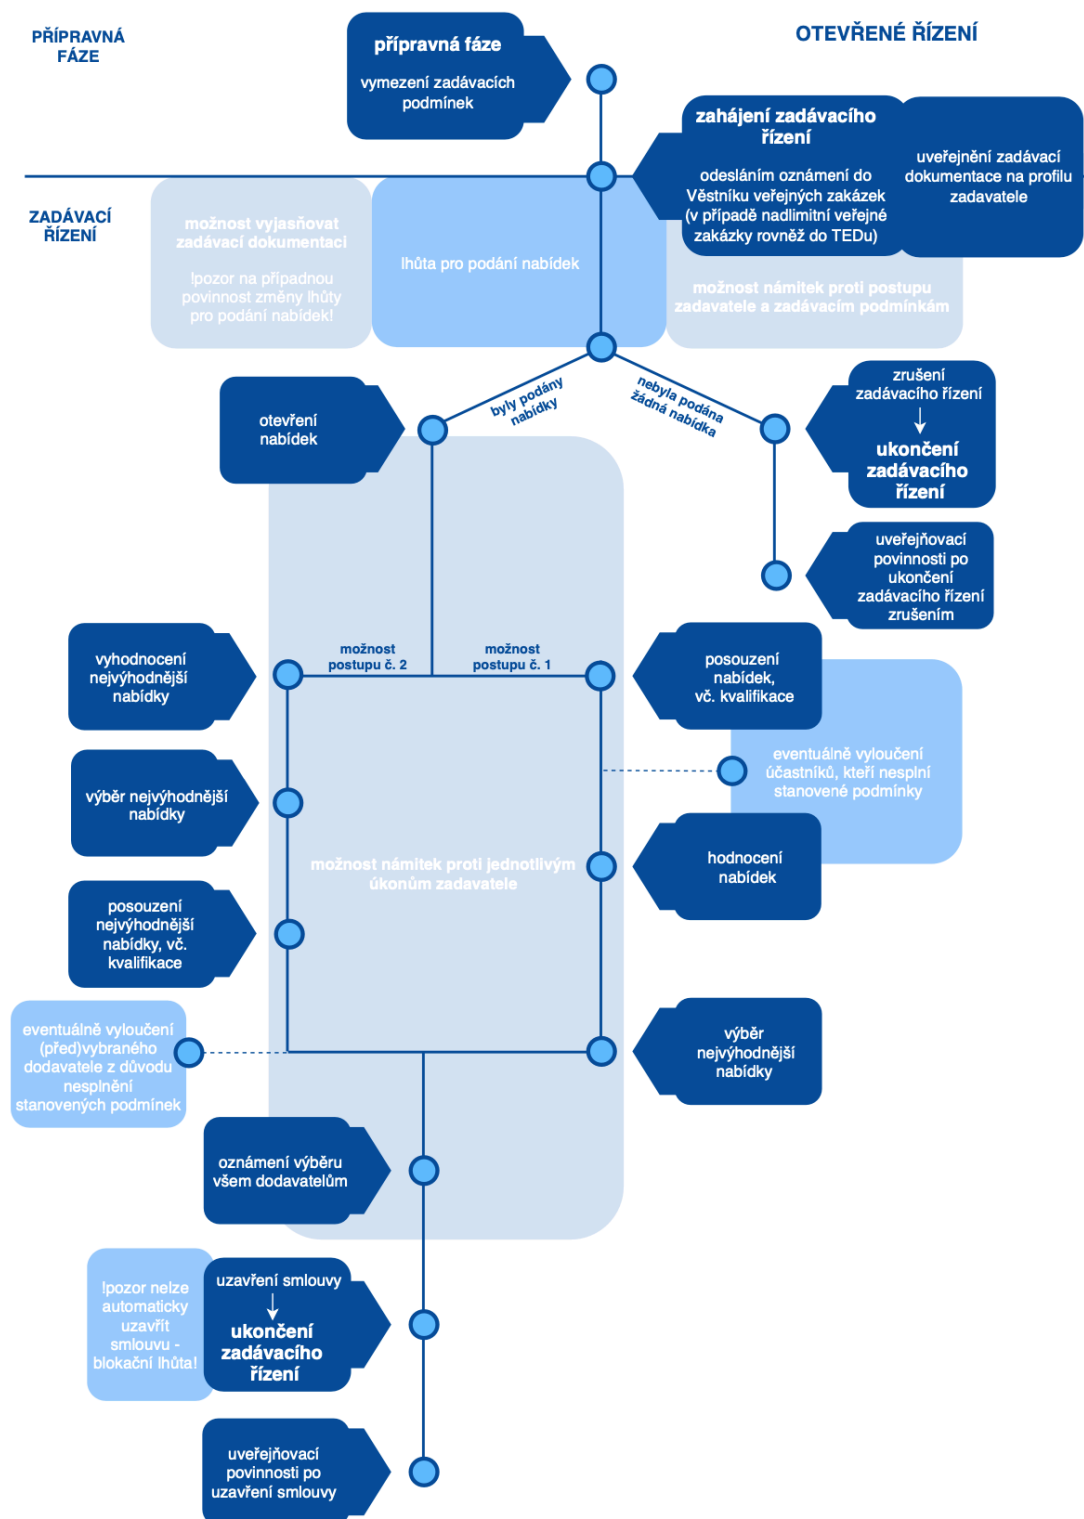 PŘÍPRAVNÁ
FÁZE
OTEVŘENÉ ŘÍZENÍ
přípravná fáze
vymezení zadávacích
podmínek
zahájení zadávacího
řízení
odesláním oznámení do
Věstníku veřejných zakázek
(v případě nadlimitní veřejné
zakázky rovněž do TEDu)
uveřejnění zadávací
dokumentace na profilu
zadavatele
ZADÁVACÍ
ŘÍZENÍ
možnost vyjasňovat
zadávací dokumentaci
!pozor na případnou
povinnost změny lhůty
pro podání nabídek!
lhůta pro podání nabídek
možnost námitek proti postupu
zadavatele a zadávacím podmínkám
byly podány
nabídky
nebyla podána
žádná nabídka
otevření
nabídek
zrušení
zadávacího řízení
ukončení
zadávacího
řízení
uveřejňovací
povinnosti po
ukončení
zadávacího řízení
zrušením
možnost
postupu č. 2
možnost
postupu č. 1
vyhodnocení
nejvýhodnější
nabídky
posouzení
nabídek,
vč. kvalifikace
eventuálně vyloučení
účastníků, kteří nesplní
stanovené podmínky
výběr nejvýhodnější
nabídky
možnost námitek proti jednotlivým
úkonům zadavatele
hodnocení
nabídek
posouzení
nejvýhodnější
nabídky, vč.
kvalifikace
eventuálně vyloučení
(před)vybraného
dodavatele z důvodu
nesplnění
stanovených podmínek
výběr
nejvýhodnější
nabídky
oznámení výběru
všem dodavatelům
!pozor nelze
automaticky
uzavřít
smlouvu -
blokační lhůta!
uzavření smlouvy
ukončení
zadávacího
řízení
uveřejňovací
povinnosti po
uzavření smlouvy